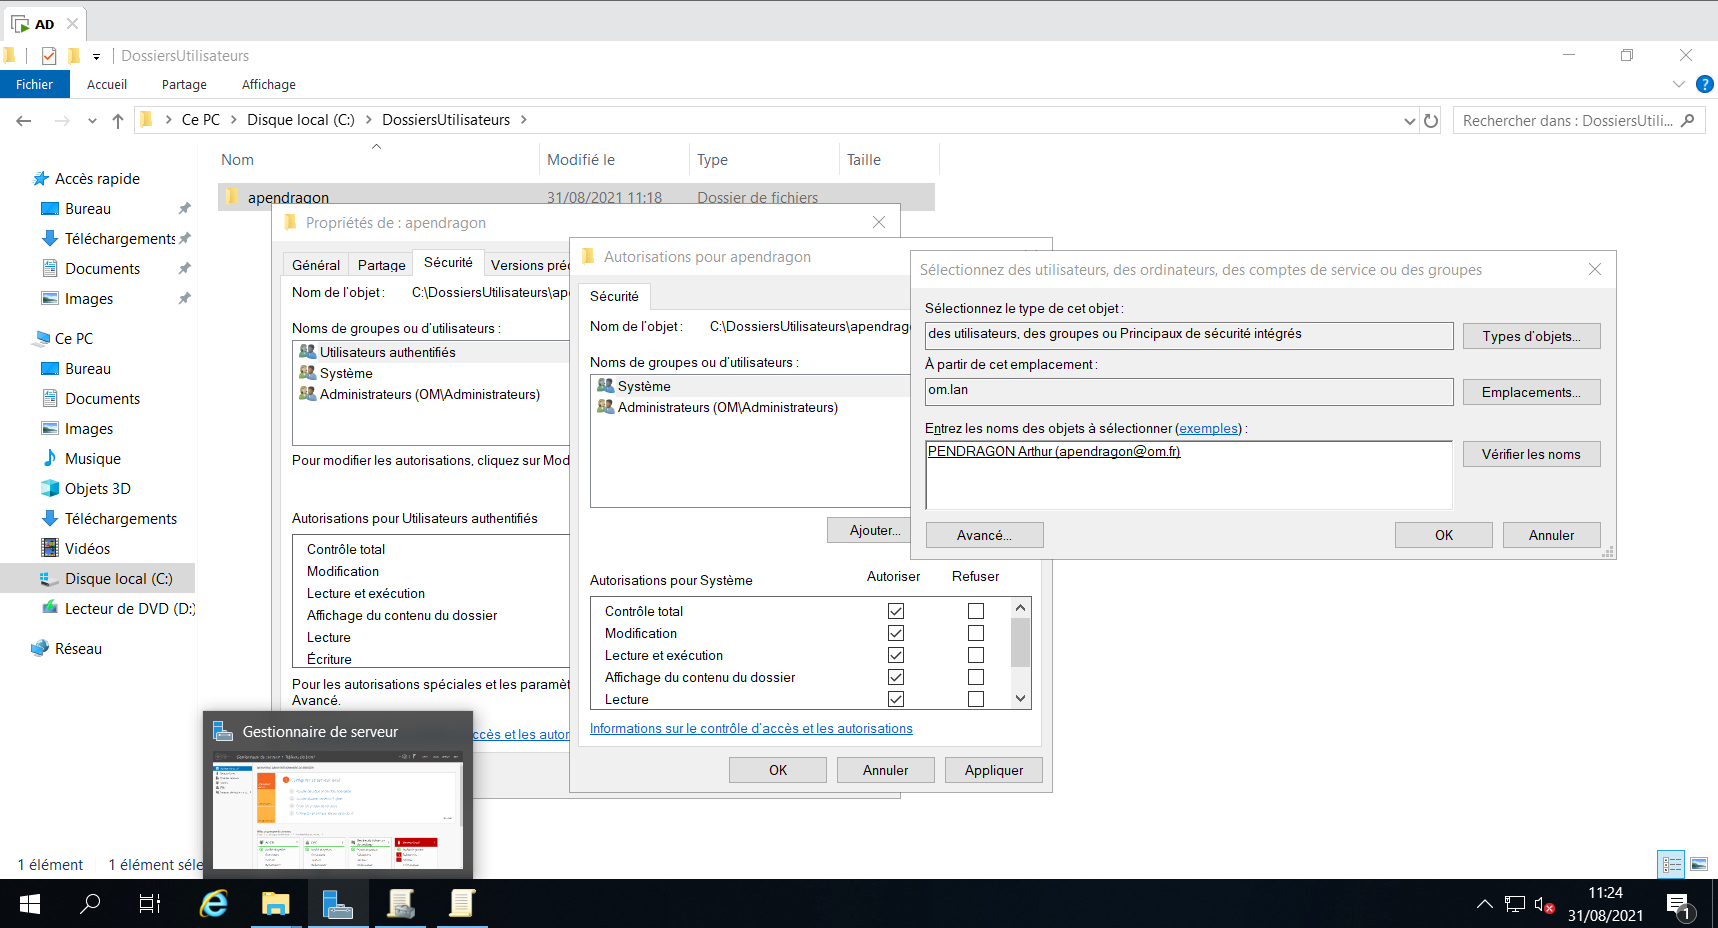 AD
DossiersUtilisateurs
Fichier
Accueil
Partage
Affichage
?
Ce PC
Disque local (C:)
DossiersUtilisateurs
Rechercher dans : DossiersUtili...
Nom
Modifié le
Type
Taille
apendragon
31/08/2021 11:18
Dossier de fichiers
Accès rapide
Bureau
Téléchargements
Documents
Images
Ce PC
Bureau
Documents
Images
Musique
Objets 3D
Téléchargements
Vidéos
Disque local (C:)
Lecteur de DVD (D:)
Réseau
Propriétés de : apendragon
Général
Partage
Sécurité
Versions préc
Nom de l'objet :
C:\DossiersUtilisateurs\ape
Noms de groupes ou d'utilisateurs :
Utilisateurs authentifiés
Système
Administrateurs (OM\Administrateurs)
Pour modifier les autorisations, cliquez sur Mod
Autorisations pour Utilisateurs authentifiés
Contrôle total
Modification
Lecture et exécution
Affichage du contenu du dossier
Lecture
Écriture
Pour les autorisations spéciales et les paramèt
Avancé.
ccès et les autor
Autorisations pour apendragon
Sécurité
Nom de l'objet :
C:\DossiersUtilisateurs\apendrago
Noms de groupes ou d'utilisateurs :
Système
Administrateurs (OM\Administrateurs)
Ajouter...
Autorisations pour Système
Autoriser
Refuser
Contrôle total
Modification
Lecture et exécution
Affichage du contenu du dossier
Lecture
Informations sur le contrôle d'accès et les autorisations
OK
Annuler
Appliquer
Sélectionnez des utilisateurs, des ordinateurs, des comptes de service ou des groupes
Sélectionnez le type de cet objet :
des utilisateurs, des groupes ou Principaux de sécurité intégrés
Types d'objets...
À partir de cet emplacement :
om.lan
Emplacements...
Entrez les noms des objets à sélectionner (exemples) :
PENDRAGON Arthur (apendragon@om.fr)
Vérifier les noms
Avancé...
OK
Annuler
Gestionnaire de serveur
1 élément
1 élément séle
11:24
31/08/2021
1